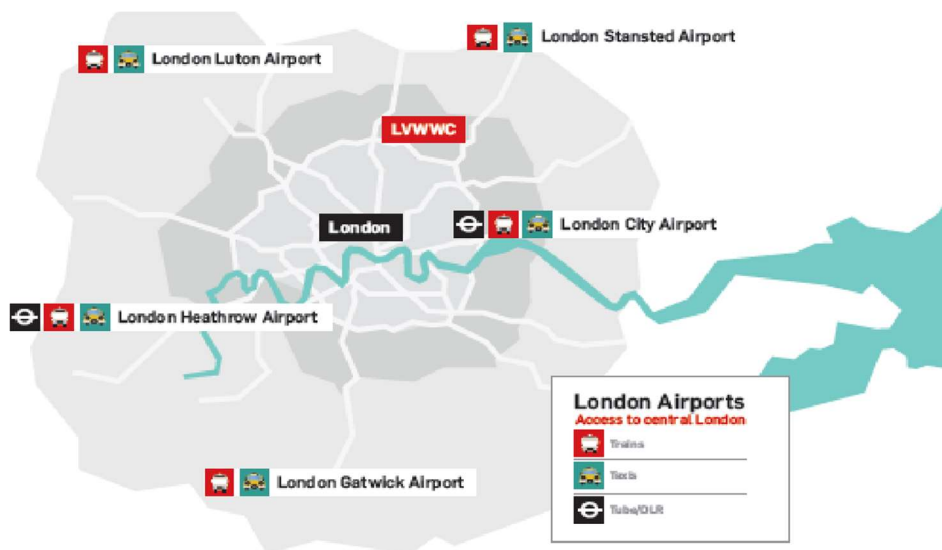 London Stansted Airport
London Luton Airport
LVWWC
London City Airport
London
London Heathrow Airport
London Airports
Access to central London
Trains
Taxis
Tube/DLR
London Gatwick Airport